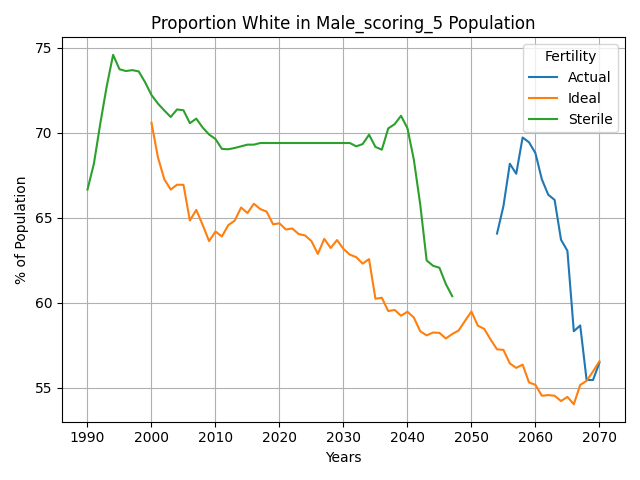 Proportion White in Male_scoring_5 Population
Fertility
Actual
Ideal
Sterile
% of Population
75
70
65
60
55
1990 2000 2010 2020 2030 2040 2050 2060 2070
Years